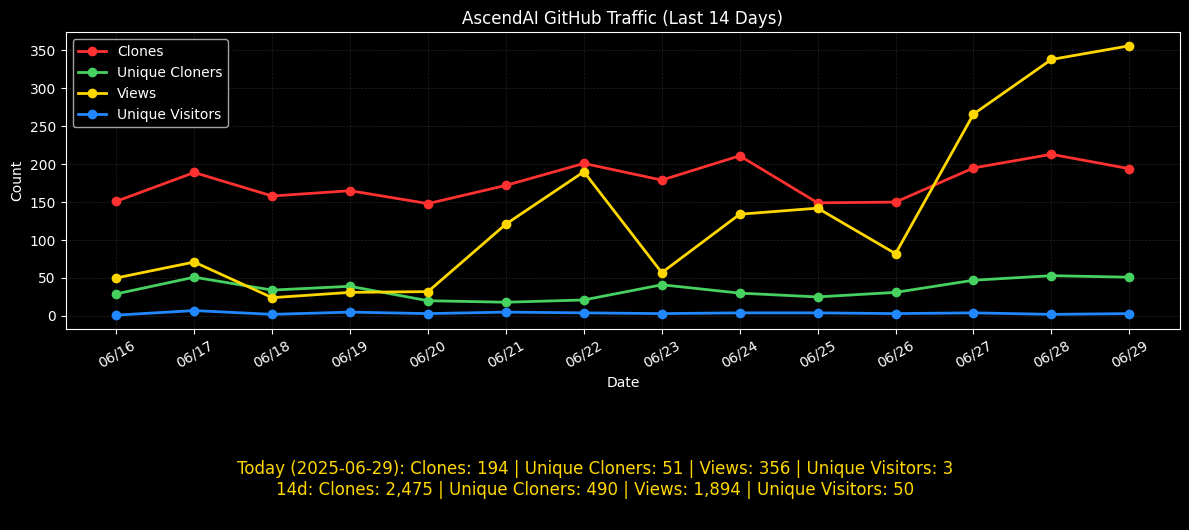 AscendAI GitHub Traffic (Last 14 Days)
Clones
Unique Cloners
Views
Unique Visitors
Count
350
300
250
200
150
100
50
0
06/16 06/17 06/18 06/19 06/20 06/21 06/22 06/23 06/24 06/25 06/26 06/27 06/28 06/29
Date
Today (2025-06-29): Clones: 194 | Unique Cloners: 51 | Views: 356 | Unique Visitors: 3
14d: Clones: 2,475 | Unique Cloners: 490 | Views: 1,894 | Unique Visitors: 50